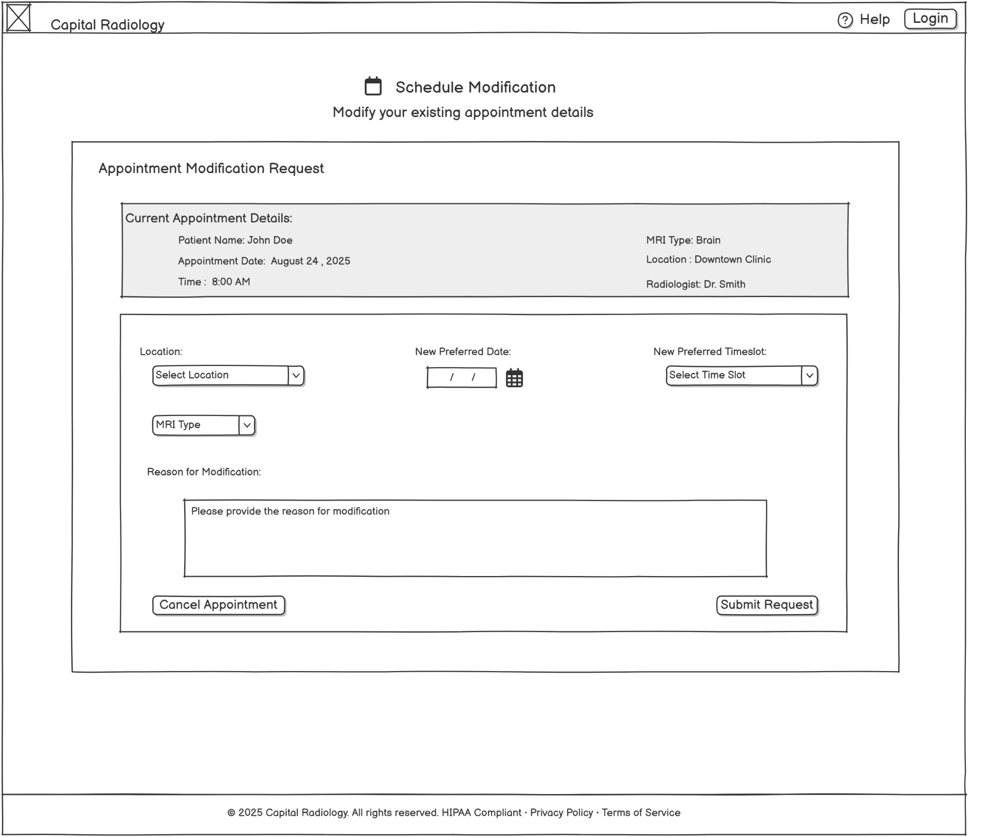 Capital Radiology
? Help
Login
Schedule Modification
Modify your existing appointment details
Appointment Modification Request
Current Appointment Details:
Patient Name: John Doe
MRI Type: Brain
Appointment Date: August 24 , 2025
Location : Downtown Clinic
Time : 8:00 AM
Radiologist: Dr. Smith
Location:
New Preferred Date:
New Preferred Timeslot:
Select Location
/ /
Select Time Slot
MRI Type
Reason for Modification:
Please provide the reason for modification
Cancel Appointment
Submit Request
© 2025 Capital Radiology. All rights reserved. HIPAA Compliant · Privacy Policy · Terms of Service